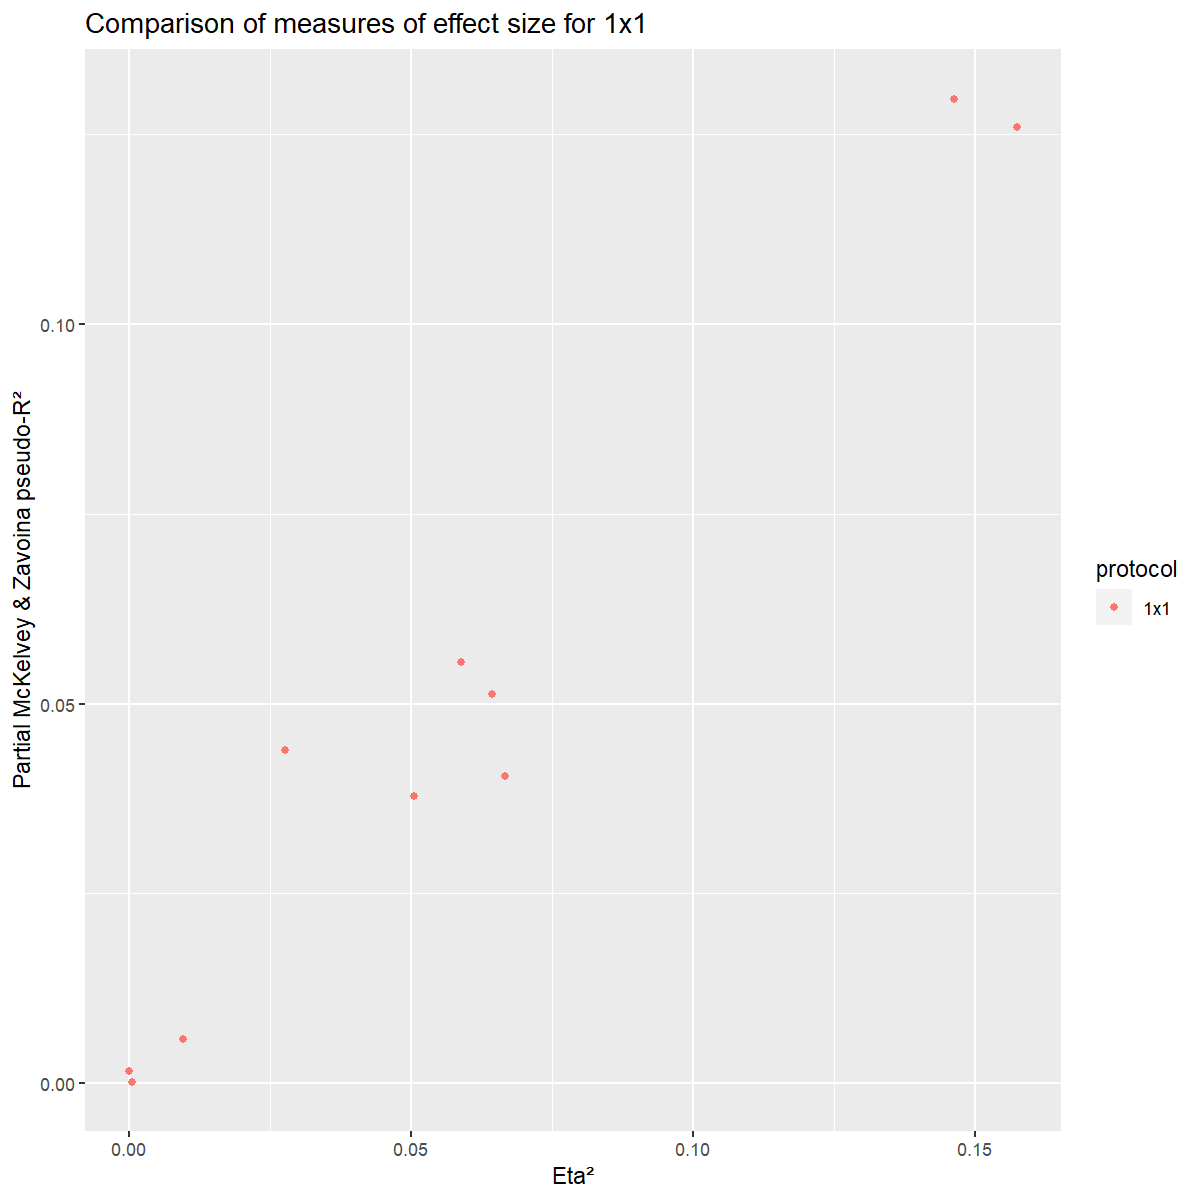 Comparison of measures of effect size for 1x1
Partial McKelvey & Zavoina pseudo-R²
0.10
0.05
0.00
0.00
0.05
0.10
0.15
Eta²
protocol
1x1